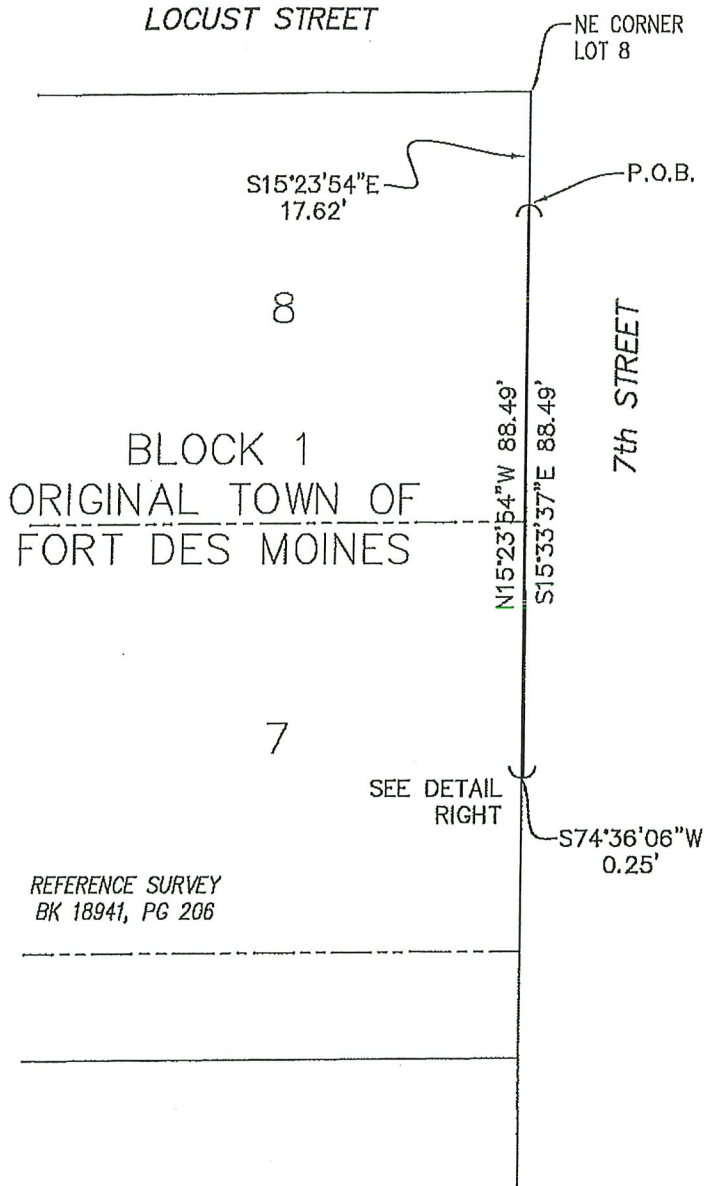 LOCUST STREET
NE CORNER
LOT 8
S15°23'54"E
17.62'
P.O.B.
8
7th STREET
N15°23'54"W 88.49'
S15°33'37"E 88.49'
BLOCK 1
ORIGINAL TOWN OF
FORT DES MOINES
7
SEE DETAIL
RIGHT
S74°36'06"W
0.25'
REFERENCE SURVEY
BK 18941, PG 206